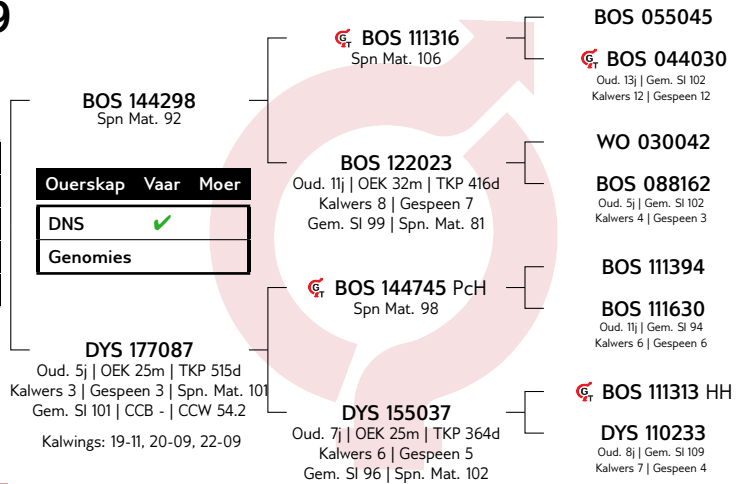 9
BOS 144298
Spn Mat. 92
Ouerskap Vaar Moer
DNS ✔
Genomies
DYS 177087
Oud. 5j | OEK 25m | TKP 515d
Kalwers 3 | Gespeen 3 | Spn. Mat. 101
Gem. SI 101 | CCB - | CCW 54.2
Kalwings: 19-11, 20-09, 22-09
GT BOS 111316
Spn Mat. 106
BOS 122023
Oud. 11j | OEK 32m | TKP 416d
Kalwers 8 | Gespeen 7
Gem. SI 99 | Spn. Mat. 81
GT BOS 144745 PcH
Spn Mat. 98
DYS 155037
Oud. 7j | OEK 25m | TKP 364d
Kalwers 6 | Gespeen 5
Gem. SI 96 | Spn. Mat. 102
BOS 055045
GT BOS 044030
Oud. 13j | Gem. SI 102
Kalwers 12 | Gespeen 12
WO 030042
BOS 088162
Oud. 5j | Gem. SI 102
Kalwers 4 | Gespeen 3
BOS 111394
BOS 111630
Oud. 11j | Gem. SI 94
Kalwers 6 | Gespeen 6
GT BOS 111313 HH
DYS 110233
Oud. 8j | Gem. SI 109
Kalwers 7 | Gespeen 4